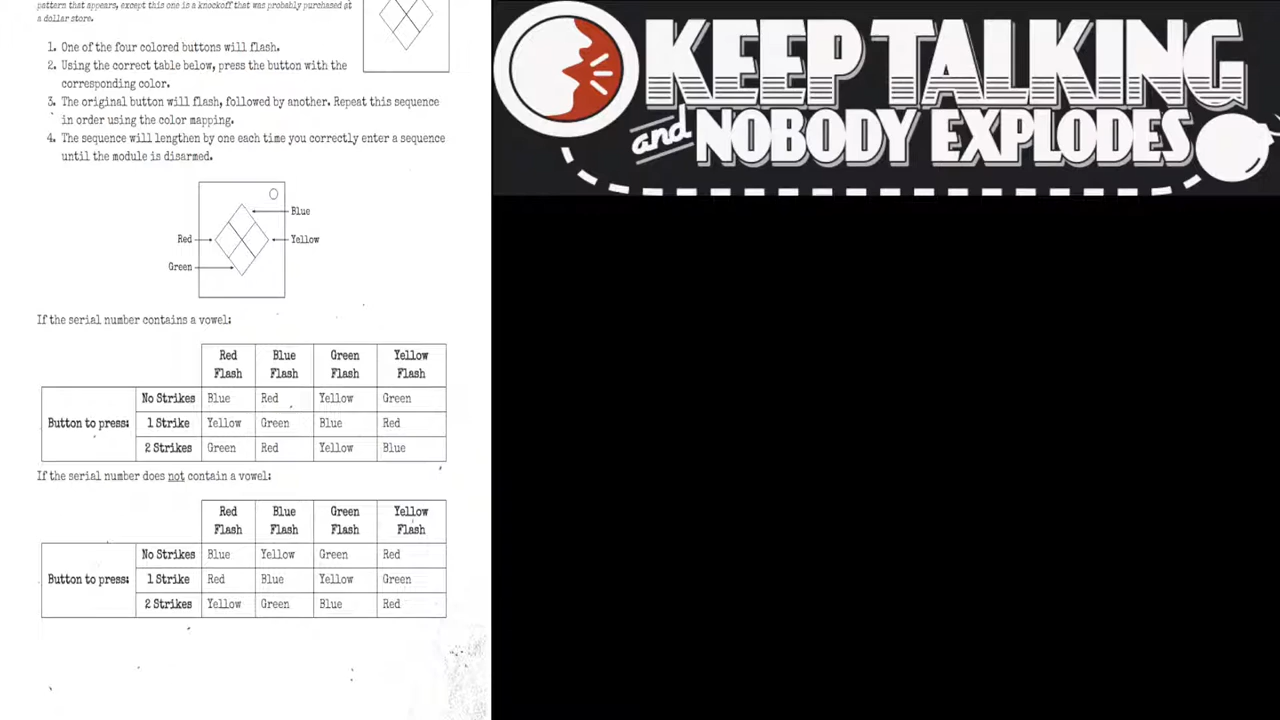 pattern that appears, except this one is a knockoff that was probably purchased at
a dollar store.
1. One of the four colored buttons will flash.
2. Using the correct table below, press the button with the
corresponding color.
3. The original button will flash, followed by another. Repeat this sequence
in order using the color mapping.
4. The sequence will lengthen by one each time you correctly enter a sequence
until the module is disarmed.
Blue
Red
Yellow
Green
If the serial number contains a vowel:
Red Flash Blue Flash Green Flash Yellow Flash
Button to press:
No Strikes Blue Red Yellow Green
1 Strike Yellow Green Blue Red
2 Strikes Green Red Yellow Blue
If the serial number does not contain a vowel:
Red Flash Blue Flash Green Flash Yellow Flash
Button to press:
No Strikes Blue Yellow Green Red
1 Strike Red Blue Yellow Green
2 Strikes Yellow Green Blue Red
KEEP TALKING
and NOBODY EXPLODES